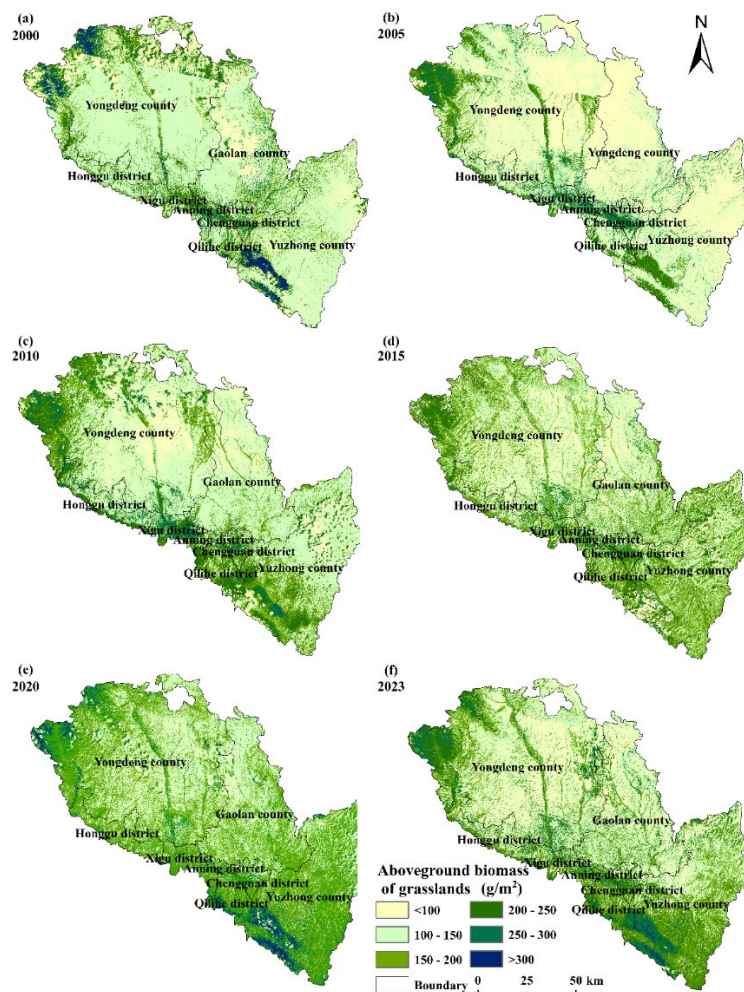 (a)
2000
Yongdeng county
Gaolan county
Honggu district
Xigu district
Anning district
Chengguan district
Qilihe district
Yuzhong county
(b)
2005
N
Yongdeng county
Yongdeng county
Honggu district
Xigu district
Anning district
Chengguan district
Qilihe district
Yuzhong county
(c)
2010
Yongdeng county
Gaolan county
Honggu district
Xigu district
Anning district
Chengguan district
Qilihe district
Yuzhong county
(d)
2015
Yongdeng county
Gaolan county
Honggu district
Xigu district
Anning district
Chengguan district
Qilihe district
Yuzhong county
(e)
2020
Yongdeng county
Gaolan county
Honggu district
Xigu district
Anning district
Chengguan district
Qilihe district
Yuzhong county
(f)
2023
Yongdeng county
Gaolan county
Honggu district
Xigu district
Anning district
Chengguan district
Qilihe district
Yuzhong county
Aboveground biomass
of grasslands (g/m²)
<100
100 - 150
150 - 200
200 - 250
250 - 300
>300
Boundary
0 25 50 km